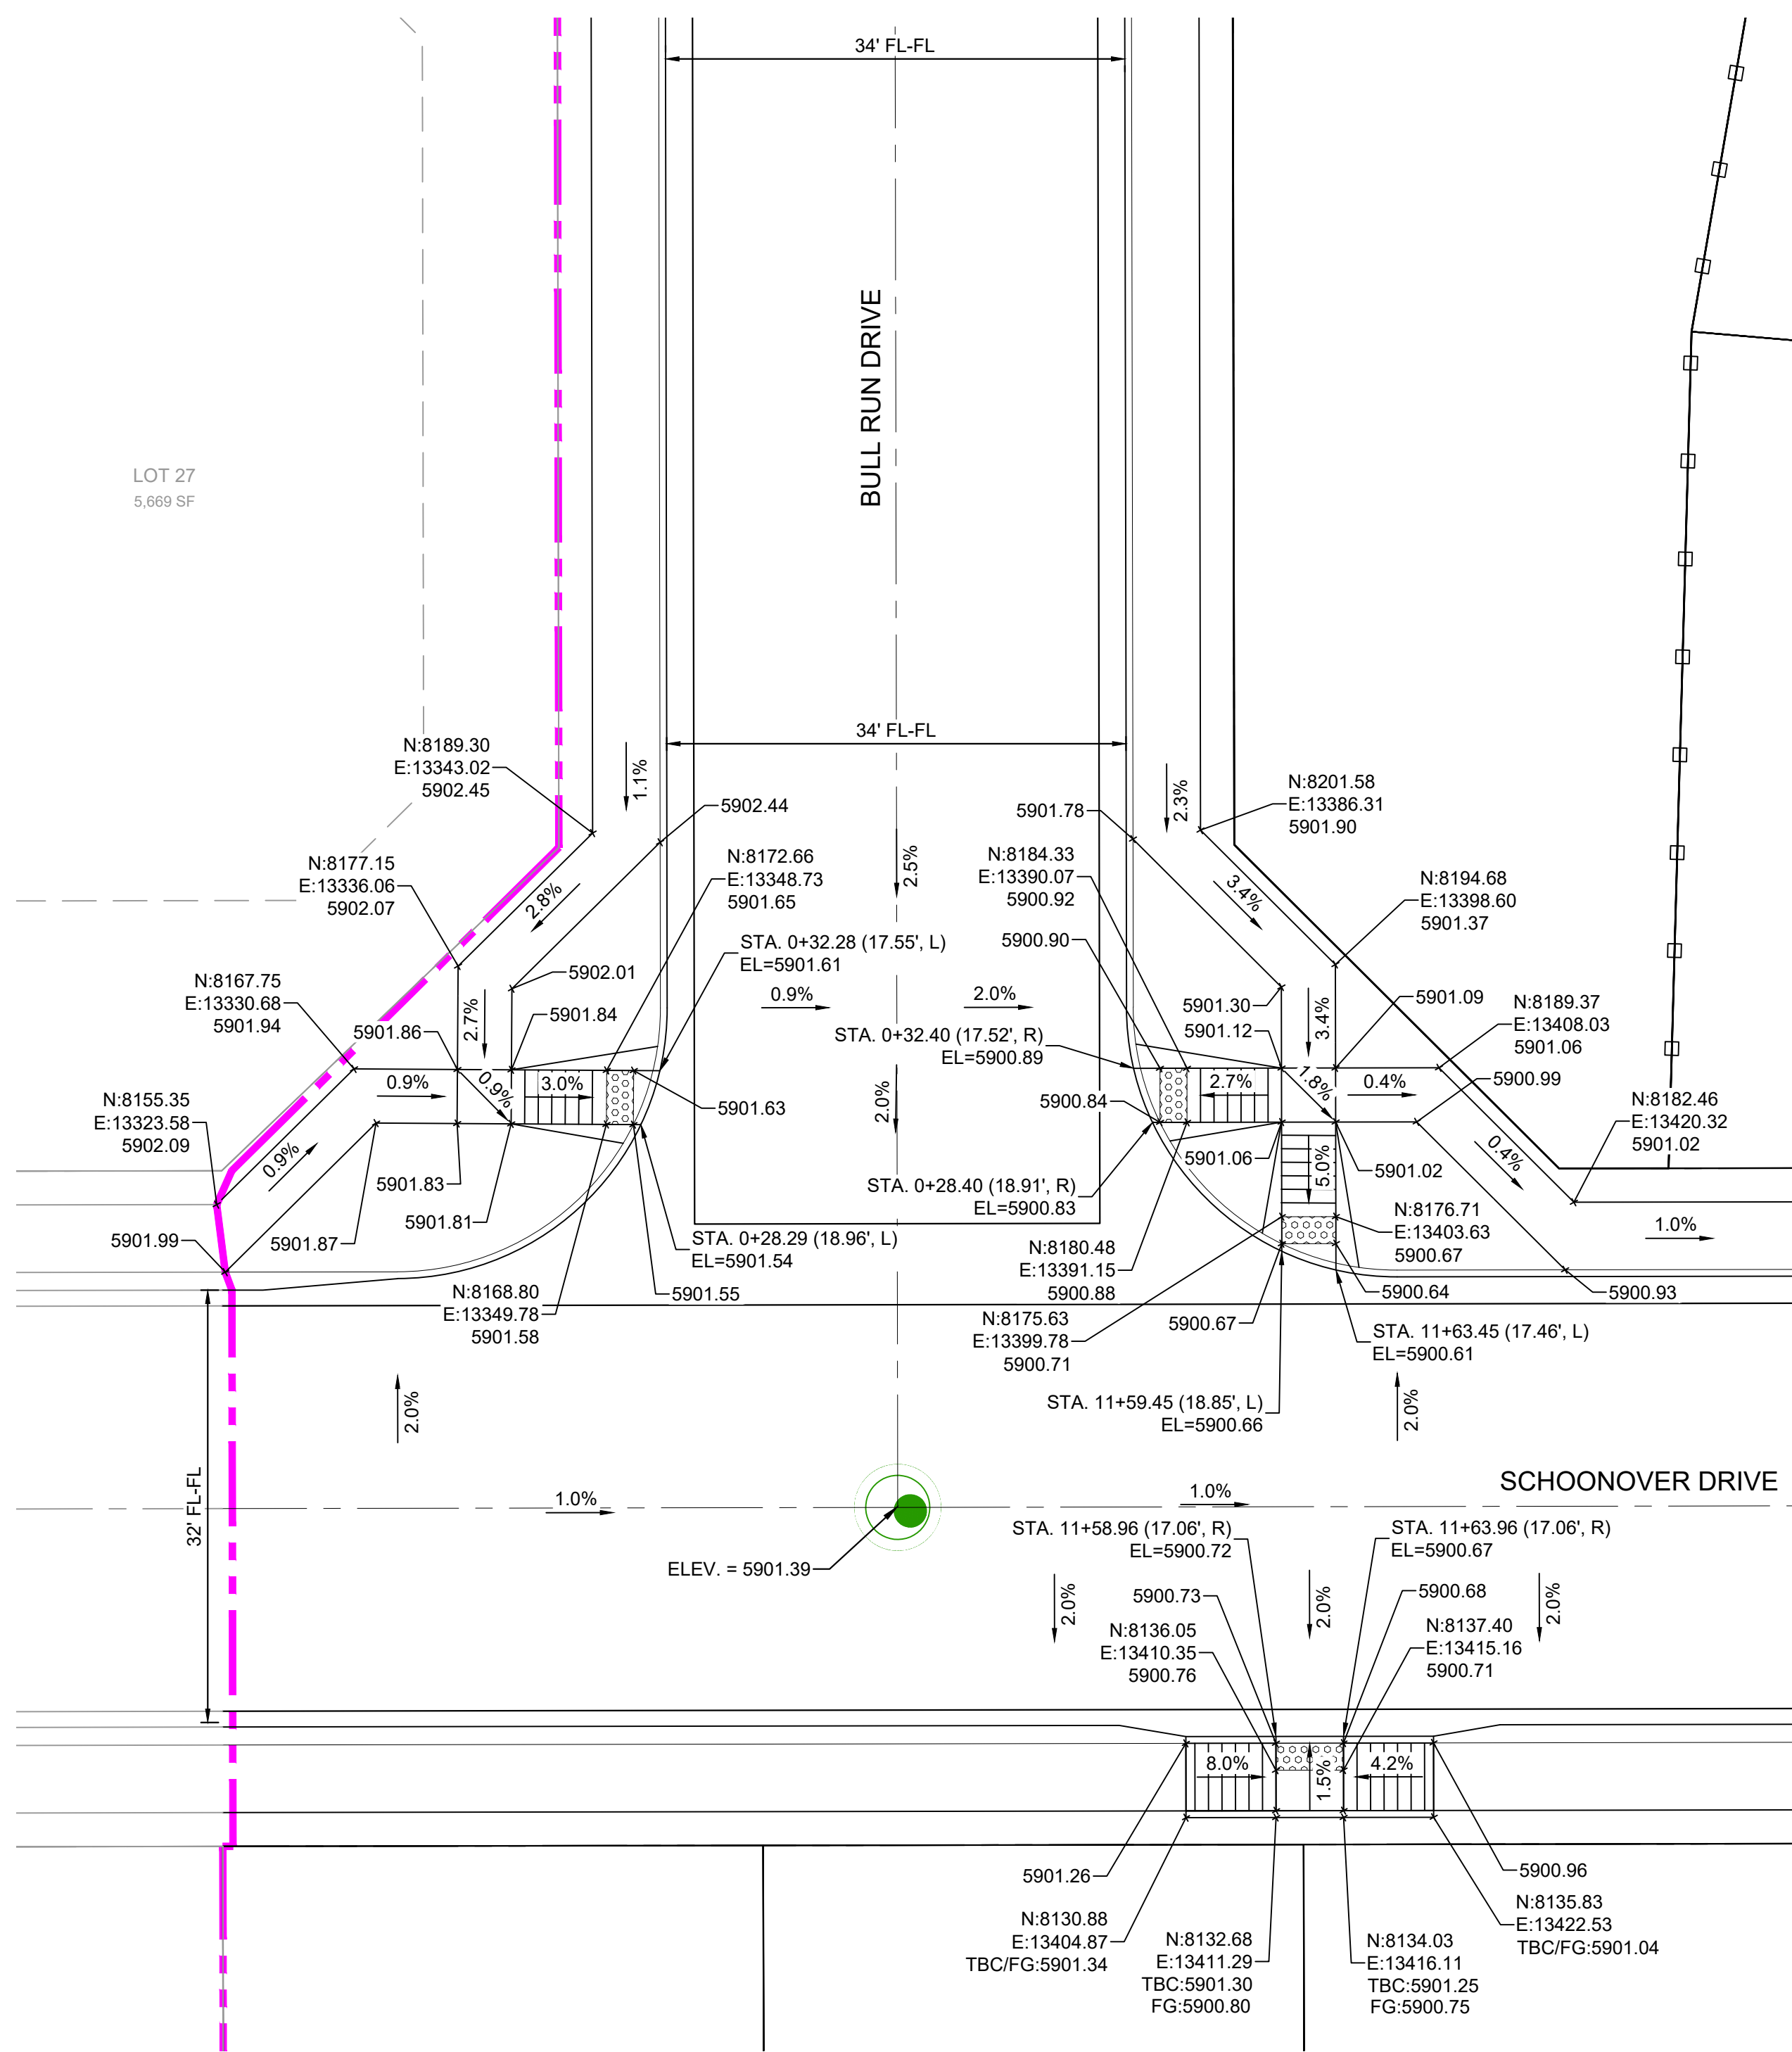 34' FL-FL
BULL RUN DRIVE
LOT 27
5,669 SF
34' FL-FL
N:8189.30
E:13343.02
5902.45
1.1%
5902.44
2.3%
5901.78
N:8201.58
E:13386.31
5901.90
N:8177.15
E:13336.06
5902.07
2.8%
N:8172.66
E:13348.73
5901.65
2.5%
N:8184.33
E:13390.07
5900.92
3.4%
N:8194.68
E:13398.60
5901.37
STA. 0+32.28 (17.55', L)
EL=5901.61
5900.90
N:8167.75
E:13330.68
5901.94
5902.01
0.9%
2.0%
5901.30
5901.09
N:8189.37
E:13408.03
5901.06
5901.86
2.7%
5901.84
STA. 0+32.40 (17.52', R)
EL=5900.89
5901.12
3.4%
0.9%
0.9%
3.0%
2.7%
1.8%
0.4%
5900.99
N:8155.35
E:13323.58
5902.09
5901.63
2.0%
5900.84
N:8182.46
E:13420.32
5901.02
0.9%
5901.83
5901.81
5901.06
5.0%
5901.02
0.4%
STA. 0+28.40 (18.91', R)
EL=5900.83
N:8176.71
E:13403.63
5900.67
1.0%
5901.99
5901.87
STA. 0+28.29 (18.96', L)
EL=5901.54
N:8180.48
E:13391.15
5900.88
N:8168.80
E:13349.78
5901.58
5901.55
5900.64
5900.93
N:8175.63
E:13399.78
5900.71
5900.67
STA. 11+63.45 (17.46', L)
EL=5900.61
STA. 11+59.45 (18.85', L)
EL=5900.66
2.0%
2.0%
32' FL-FL
SCHOONOVER DRIVE
1.0%
1.0%
ELEV. = 5901.39
STA. 11+58.96 (17.06', R)
EL=5900.72
STA. 11+63.96 (17.06', R)
EL=5900.67
2.0%
2.0%
2.0%
5900.73
5900.68
N:8136.05
E:13410.35
5900.76
N:8137.40
E:13415.16
5900.71
8.0%
1.5%
4.2%
5901.26
5900.96
N:8130.88
E:13404.87
TBC/FG:5901.34
N:8132.68
E:13411.29
TBC:5901.30
FG:5900.80
N:8134.03
E:13416.11
TBC:5901.25
FG:5900.75
N:8135.83
E:13422.53
TBC/FG:5901.04